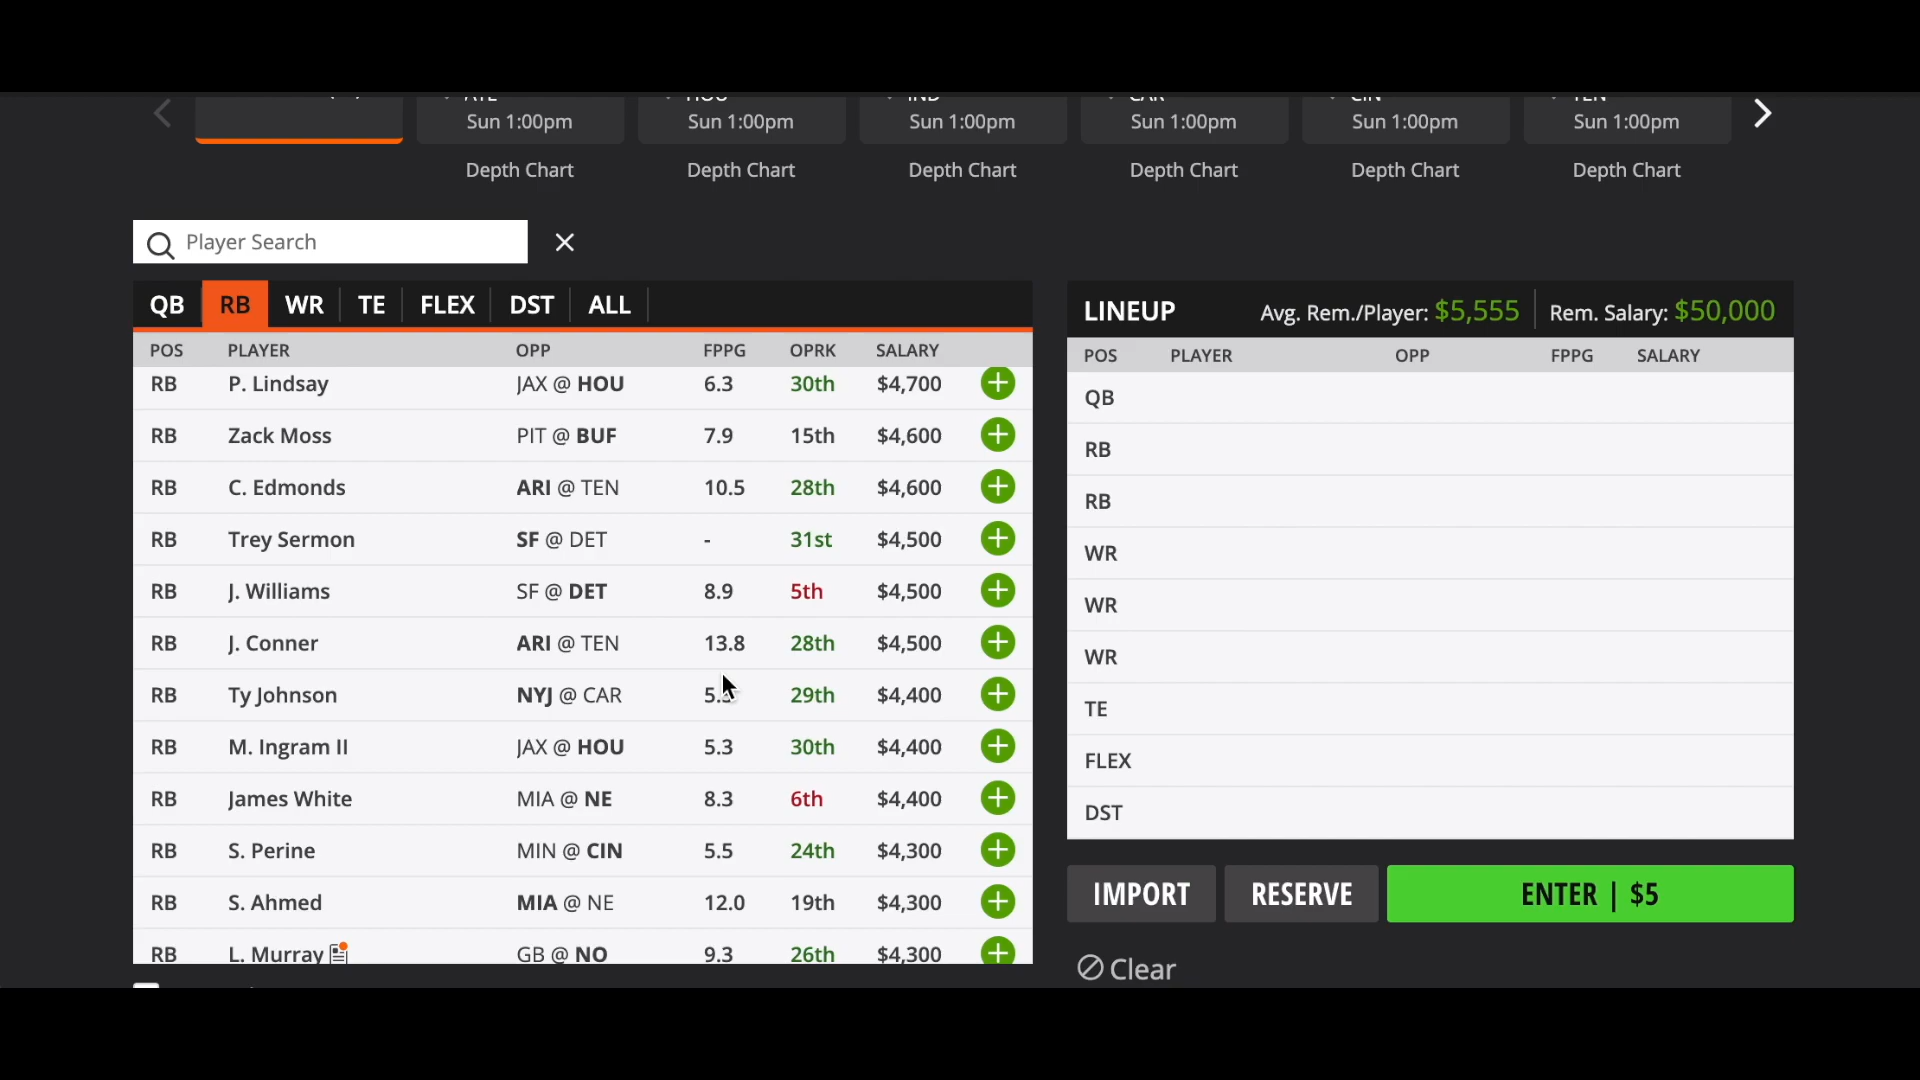 Sun 1:00pm Sun 1:00pm Sun 1:00pm Sun 1:00pm Sun 1:00pm Sun 1:00pm
Depth Chart Depth Chart Depth Chart Depth Chart Depth Chart Depth Chart
Player Search
QB RB WR TE FLEX DST ALL
POS PLAYER OPP FPPG OPRK SALARY
RB P. Lindsay JAX @ HOU 6.3 30th $4,700
RB Zack Moss PIT @ BUF 7.9 15th $4,600
RB C. Edmonds ARI @ TEN 10.5 28th $4,600
RB Trey Sermon SF @ DET - 31st $4,500
RB J. Williams SF @ DET 8.9 5th $4,500
RB J. Conner ARI @ TEN 13.8 28th $4,500
RB Ty Johnson NYJ @ CAR 29th $4,400
RB M. Ingram II JAX @ HOU 5.3 30th $4,400
RB James White MIA @ NE 8.3 6th $4,400
RB S. Perine MIN @ CIN 5.5 24th $4,300
RB S. Ahmed MIA @ NE 12.0 19th $4,300
RB L. Murray GB @ NO 9.3 26th $4,300
LINEUP Avg. Rem./Player: $5,555 Rem. Salary: $50,000
POS PLAYER OPP FPPG SALARY
QB
RB
RB
WR
WR
WR
TE
FLEX
DST
IMPORT RESERVE ENTER | $5
Clear